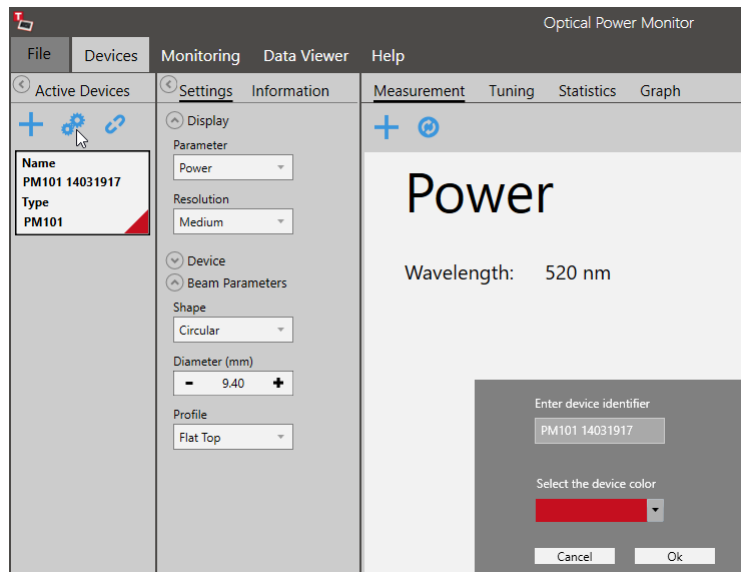 Optical Power Monitor
File Devices Monitoring Data Viewer Help
Active Devices
Name
PM101 14031917
Type
PM101
Settings Information
Display
Parameter
Power
Resolution
Medium
Device
Beam Parameters
Shape
Circular
Diameter (mm)
- 9.40 +
Profile
Flat Top
Measurement Tuning Statistics Graph
Power
Wavelength: 520 nm
Enter device identifier
PM101 14031917
Select the device color
Cancel Ok